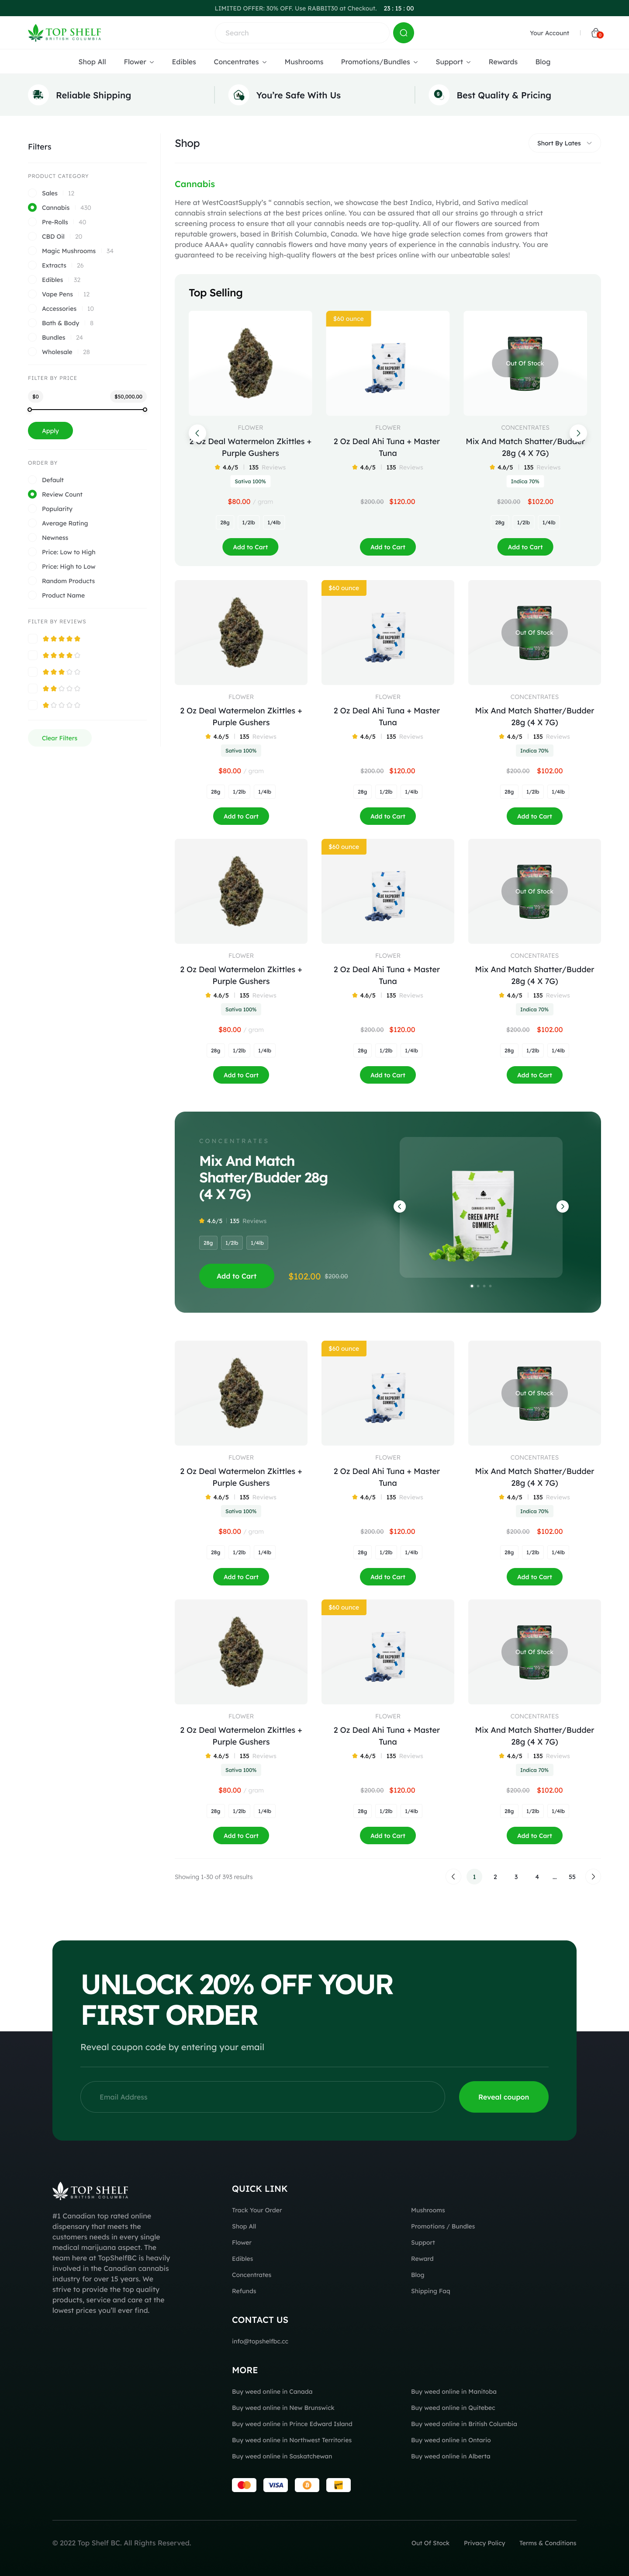 LIMITED OFFER: 30% OFF. Use RABBIT30 at Checkout. 23 : 15 : 00
TOP SHELF
BRITISH COLUMBIA
Search
Your Account
Shop All Flower Edibles Concentrates Mushrooms Promotions/Bundles Support Rewards Blog
Reliable Shipping
You're Safe With Us
Best Quality & Pricing
Filters
PRODUCT CATEGORY
Sales 12
Cannabis 430
Pre-Rolls 40
CBD Oil 20
Magic Mushrooms 34
Extracts 26
Edibles 32
Vape Pens 12
Accessories 10
Bath & Body 8
Bundles 24
Wholesale 28
FILTER BY PRICE
$0 $50,000.00
Apply
ORDER BY
Default
Review Count
Popularity
Average Rating
Newness
Price: Low to High
Price: High to Low
Random Products
Product Name
FILTER BY REVIEWS
Clear Filters
Shop
Short By Lates
Cannabis
Here at WestCoastSupply's " cannabis section, we showcase the best Indica, Hybrid, and Sativa medical
cannabis strain selections at the best prices online. You can be assured that all our strains go through a strict
screening process to ensure that all your cannabis needs are top-quality. All of our flowers are sourced from
reputable growers, based in British Columbia, Canada. We have hige grade selection comes from growers that
produce AAAA+ quality cannabis flowers and have many years of experience in the cannabis industry. You are
guaranteed to be receiving high-quality flowers at the best prices online with our unbeatable sales!
Top Selling
$60 ounce
Out Of Stock
FLOWER
2 Oz Deal Watermelon Zkittles +
Purple Gushers
4.6/5 135 Reviews
Sativa 100%
$80.00 / gram
28g 1/2lb 1/4lb
Add to Cart
FLOWER
2 Oz Deal Ahi Tuna + Master
Tuna
4.6/5 135 Reviews
$200.00 $120.00
Add to Cart
CONCENTRATES
Mix And Match Shatter/Budder
28g (4 X 7G)
4.6/5 135 Reviews
Indica 70%
$200.00 $102.00
28g 1/2lb 1/4lb
Add to Cart
$60 ounce
Out Of Stock
FLOWER
2 Oz Deal Watermelon Zkittles +
Purple Gushers
4.6/5 135 Reviews
Sativa 100%
$80.00 / gram
28g 1/2lb 1/4lb
Add to Cart
FLOWER
2 Oz Deal Ahi Tuna + Master
Tuna
4.6/5 135 Reviews
$200.00 $120.00
28g 1/2lb 1/4lb
Add to Cart
CONCENTRATES
Mix And Match Shatter/Budder
28g (4 X 7G)
4.6/5 135 Reviews
Indica 70%
$200.00 $102.00
28g 1/2lb 1/4lb
Add to Cart
$60 ounce
Out Of Stock
FLOWER
2 Oz Deal Watermelon Zkittles +
Purple Gushers
4.6/5 135 Reviews
Sativa 100%
$80.00 / gram
28g 1/2lb 1/4lb
Add to Cart
FLOWER
2 Oz Deal Ahi Tuna + Master
Tuna
4.6/5 135 Reviews
$200.00 $120.00
28g 1/2lb 1/4lb
Add to Cart
CONCENTRATES
Mix And Match Shatter/Budder
28g (4 X 7G)
4.6/5 135 Reviews
Indica 70%
$200.00 $102.00
28g 1/2lb 1/4lb
Add to Cart
CONCENTRATES
Mix And Match
Shatter/Budder 28g
(4 X 7G)
4.6/5 135 Reviews
28g 1/2lb 1/4lb
Add to Cart $102.00 $200.00
GREEN APPLE
GUMMIES
$60 ounce
Out Of Stock
FLOWER
2 Oz Deal Watermelon Zkittles +
Purple Gushers
4.6/5 135 Reviews
Sativa 100%
$80.00 / gram
28g 1/2lb 1/4lb
Add to Cart
FLOWER
2 Oz Deal Ahi Tuna + Master
Tuna
4.6/5 135 Reviews
$200.00 $120.00
28g 1/2lb 1/4lb
Add to Cart
CONCENTRATES
Mix And Match Shatter/Budder
28g (4 X 7G)
4.6/5 135 Reviews
Indica 70%
$200.00 $102.00
28g 1/2lb 1/4lb
Add to Cart
$60 ounce
Out Of Stock
FLOWER
2 Oz Deal Watermelon Zkittles +
Purple Gushers
4.6/5 135 Reviews
Sativa 100%
$80.00 / gram
28g 1/2lb 1/4lb
Add to Cart
FLOWER
2 Oz Deal Ahi Tuna + Master
Tuna
4.6/5 135 Reviews
$200.00 $120.00
28g 1/2lb 1/4lb
Add to Cart
CONCENTRATES
Mix And Match Shatter/Budder
28g (4 X 7G)
4.6/5 135 Reviews
Indica 70%
$200.00 $102.00
28g 1/2lb 1/4lb
Add to Cart
Showing 1-30 of 393 results
1 2 3 4 ... 55
UNLOCK 20% OFF YOUR
FIRST ORDER
Reveal coupon code by entering your email
Email Address
Reveal coupon
TOP SHELF
BRITISH COLUMBIA
#1 Canadian top rated online
dispensary that meets the
customers needs in every single
medical marijuana aspect. The
team here at TopShelfBC is heavily
involved in the Canadian cannabis
industry for over 15 years. We
strive to provide the top quality
products, service and care at the
lowest prices you'll ever find.
QUICK LINK
Track Your Order
Shop All
Flower
Edibles
Concentrates
Refunds
Mushrooms
Promotions / Bundles
Support
Reward
Blog
Shipping Faq
CONTACT US
info@topshelfbc.cc
MORE
Buy weed online in Canada
Buy weed online in New Brunswick
Buy weed online in Prince Edward Island
Buy weed online in Northwest Territories
Buy weed online in Saskatchewan
Buy weed online in Manitoba
Buy weed online in Quitebec
Buy weed online in British Columbia
Buy weed online in Ontario
Buy weed online in Alberta
VISA
© 2022 Top Shelf BC. All Rights Reserved.
Out Of Stock Privacy Policy Terms & Conditions